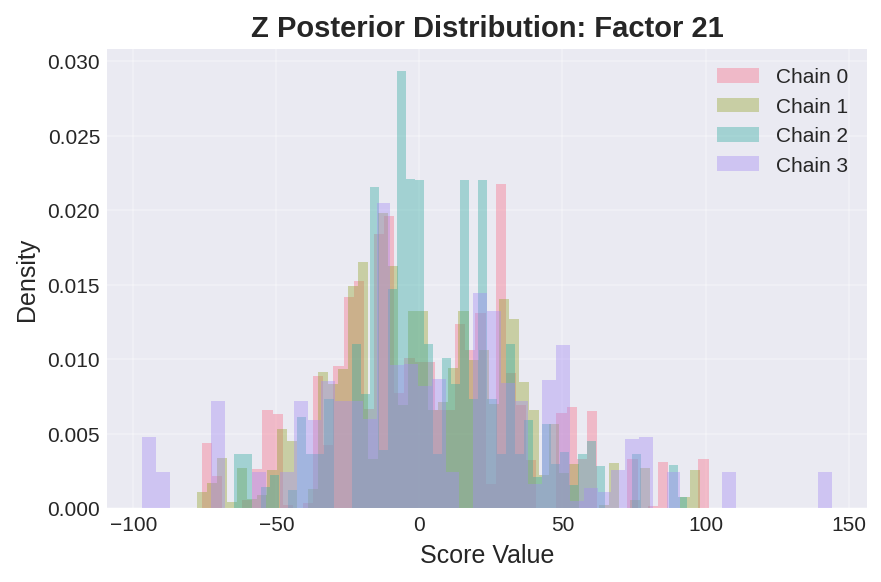 Z Posterior Distribution: Factor 21
0.030
0.025
0.020
0.015
0.010
0.005
0.000
Density
Chain 0
Chain 1
Chain 2
Chain 3
−100
−50
0
50
100
150
Score Value